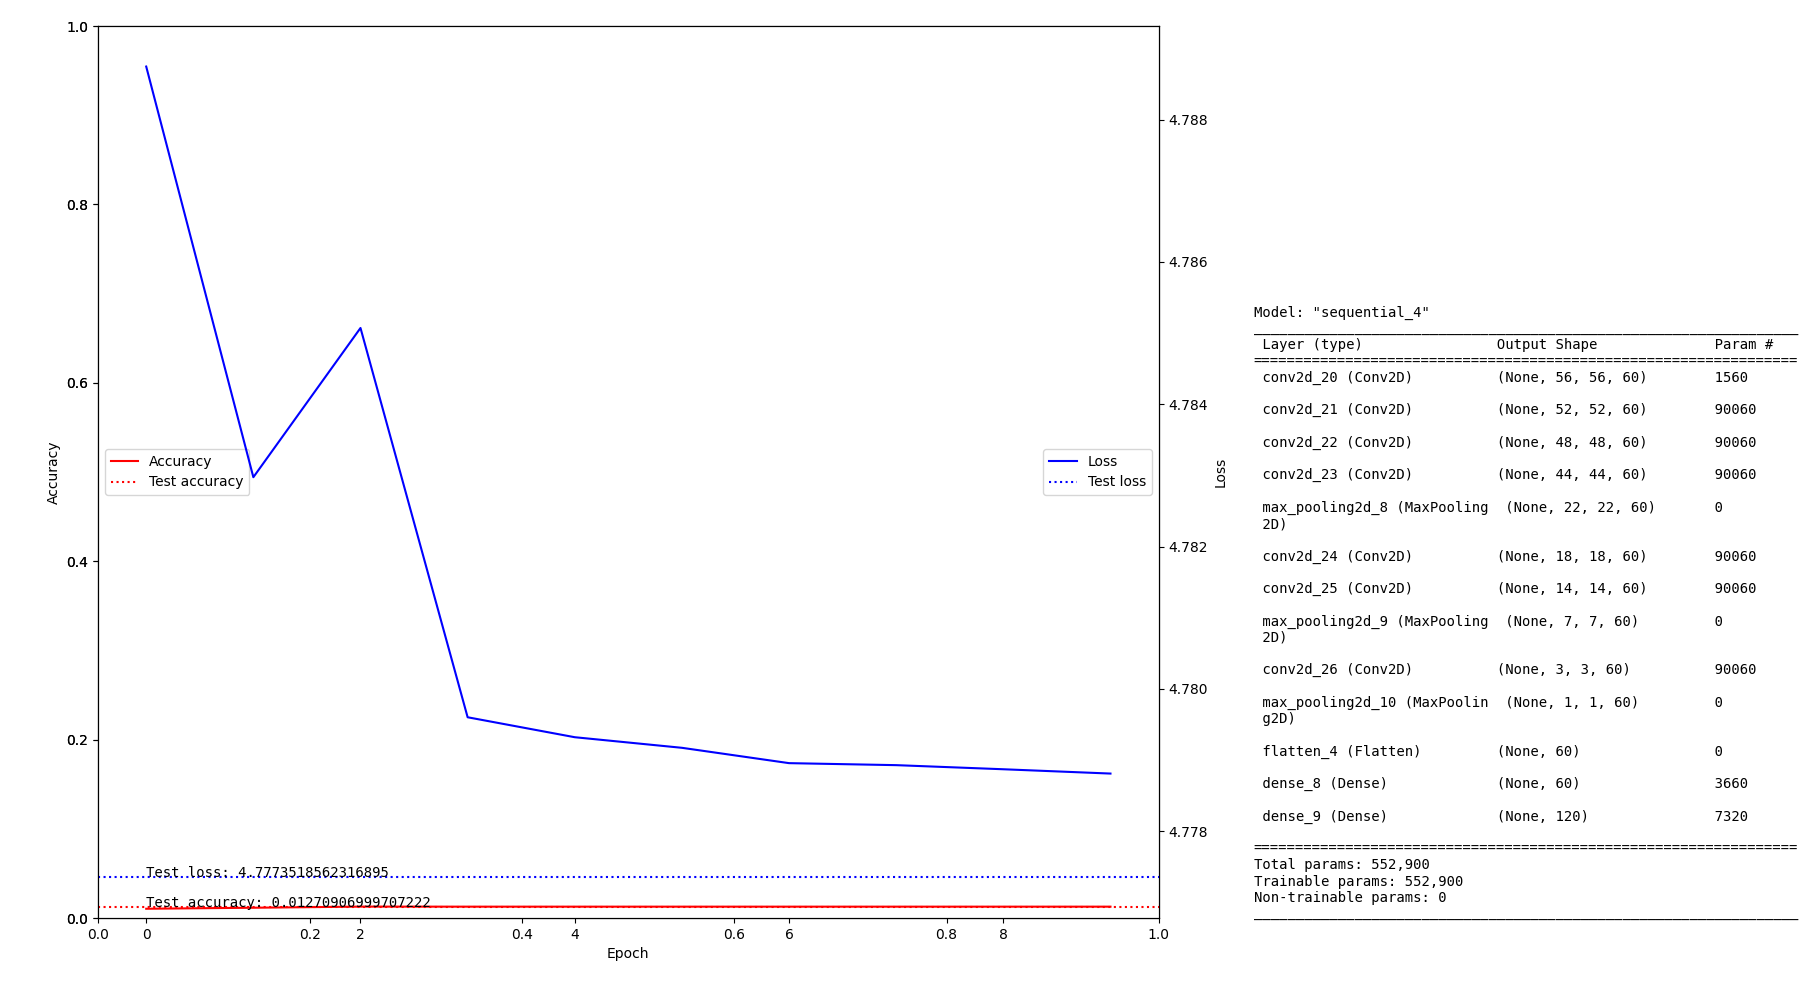 1.0
0.8
0.6
0.4
0.2
0.0
Accuracy
Accuracy
Test accuracy
Test loss: 4.7773518562316895
Test accuracy: 0.01270906999707222
0.0 0 0.2 2 0.4 4 0.6 6 0.8 8 1.0
Epoch
4.788
4.786
4.784
4.782
4.780
4.778
Loss
Loss
Test loss
Model: "sequential_4"
Layer (type) Output Shape Param #
conv2d_20 (Conv2D) (None, 56, 56, 60) 1560
conv2d_21 (Conv2D) (None, 52, 52, 60) 90060
conv2d_22 (Conv2D) (None, 48, 48, 60) 90060
conv2d_23 (Conv2D) (None, 44, 44, 60) 90060
max_pooling2d_8 (MaxPooling (None, 22, 22, 60) 0
2D)
conv2d_24 (Conv2D) (None, 18, 18, 60) 90060
conv2d_25 (Conv2D) (None, 14, 14, 60) 90060
max_pooling2d_9 (MaxPooling (None, 7, 7, 60) 0
2D)
conv2d_26 (Conv2D) (None, 3, 3, 60) 90060
max_pooling2d_10 (MaxPoolin (None, 1, 1, 60) 0
g2D)
flatten_4 (Flatten) (None, 60) 0
dense_8 (Dense) (None, 60) 3660
dense_9 (Dense) (None, 120) 7320
Total params: 552,900
Trainable params: 552,900
Non-trainable params: 0